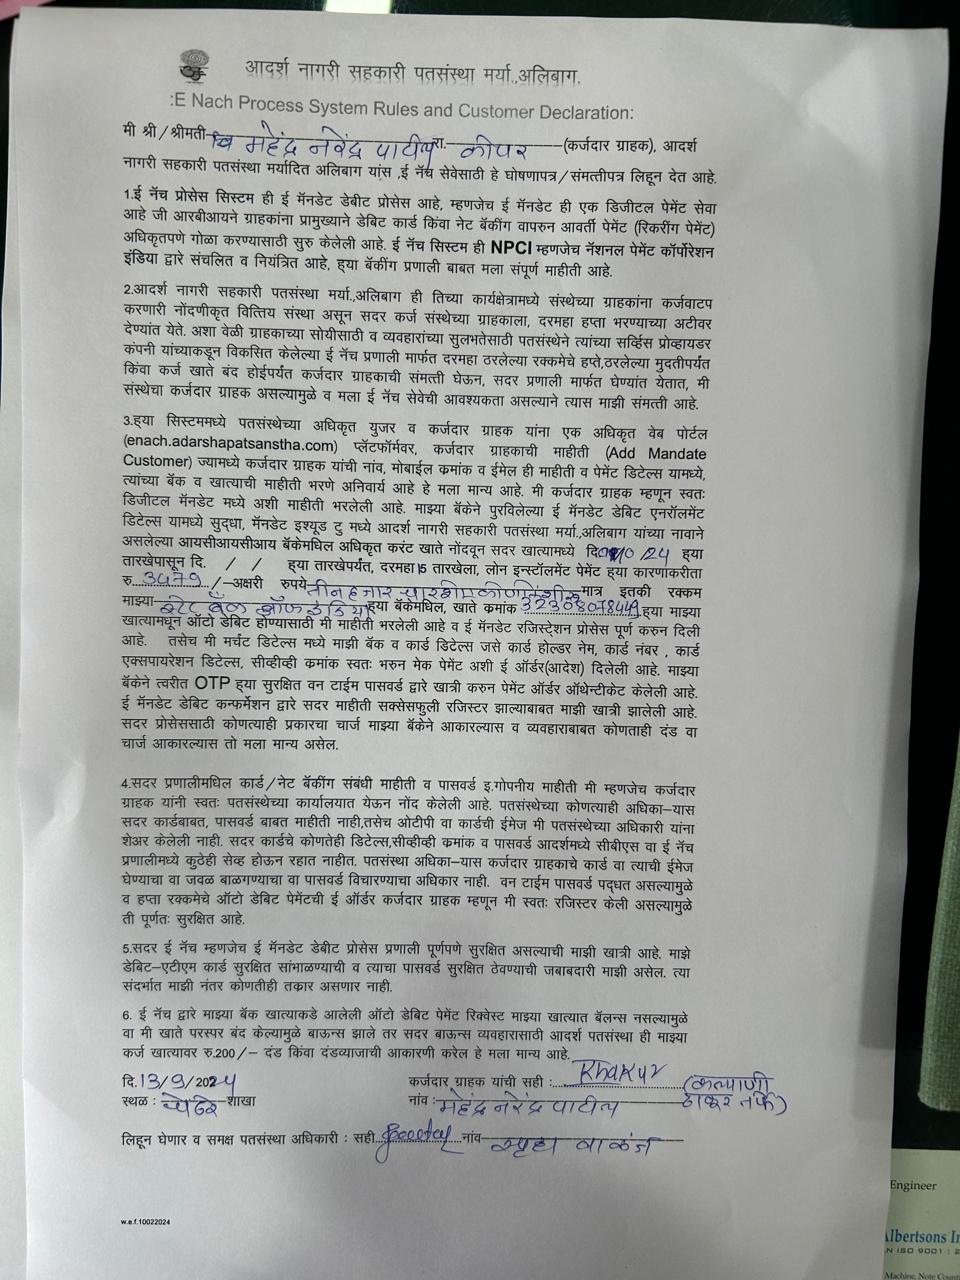 आदर्श नागरी सहकारी पतसंस्था मर्या.,अलिबाग.
:E Nach Process System Rules and Customer Declaration:
मी श्री/श्रीमती महेंद्र नरेंद्र पाटील रा. कोपर (कर्जदार ग्राहक), आदर्श
नागरी सहकारी पतसंस्था मर्यादित अलिबाग यांस ,ई नॅच सेवेसाठी हे घोषणापत्र/संमतीपत्र लिहून देत आहे.
1.ई नॅच प्रोसेस सिस्टिम ही ई मॅनडेट डेबीट प्रोसेस आहे, म्हणजेच ई मॅनडेट ही एक डिजीटल पेमेंट सेवा
आहे जी आरबीआयने ग्राहकांना प्रामुख्याने डेबिट कार्ड किंवा नेट बॅकींग वापरुन आवर्ती पेमेंट (रिकरींग पेमेंट)
अधिकृतपणे गोळा करण्यासाठी सुरु केलेली आहे. ई नॅच सिस्टम ही NPCI म्हणजेच नॅशनल पेमेंट कॉर्पोरेशन
इंडिया द्वारे संचलित व नियंत्रित आहे, ह्या बॅकींग प्रणाली बाबत मला संपूर्ण माहीती आहे.
2.आदर्श नागरी सहकारी पतसंस्था मर्या.,अलिबाग ही तिच्या कार्यक्षेत्रामध्ये संस्थेच्या ग्राहकांना कर्जवाटप
करणारी नोंदणीकृत वित्तिय संस्था असून सदर कर्ज संस्थेच्या ग्राहकाला, दरमहा हप्ता भरण्याच्या अटीवर
देण्यांत येते. अशा वेळी ग्राहकाच्या सोयीसाठी व व्यवहारांच्या सुलभतेसाठी पतसंस्थेने त्यांच्या सर्व्हिस प्रोव्हायडर
कंपनी यांच्याकडून विकसित केलेल्या ई नॅच प्रणाली मार्फत दरमहा ठरलेल्या रक्कमेचे हप्ते,ठरलेल्या मुदतीपर्यंत
किंवा कर्ज खाते बंद होईपर्यंत कर्जदार ग्राहकाची संमत्ती घेऊन, सदर प्रणाली मार्फत घेण्यांत येतात, मी
संस्थेचा कर्जदार ग्राहक असल्यामुळे व मला ई नॅच सेवेची आवश्यकता असल्याने त्यास माझी संमत्ती आहे.
3.ह्या सिस्टममध्ये पतसंस्थेच्या अधिकृत युजर व कर्जदार ग्राहक यांना एक अधिकृत वेब पोर्टल
(enach.adarshapatsanstha.com) प्लॅटफॉर्मवर, कर्जदार ग्राहकाची माहीती (Add Mandate
Customer) ज्यामध्ये कर्जदार ग्राहक यांची नांव, मोबाईल क्रमांक व ईमेल ही माहीती व पेमेंट डिटेल्स यामध्ये,
त्यांच्या बॅक व खात्याची माहीती भरणे अनिवार्य आहे हे मला मान्य आहे. मी कर्जदार ग्राहक म्हणून स्वतः
डिजीटल मॅनडेट मध्ये अशी माहीती भरलेली आहे. माझ्या बॅकेने पुरविलेल्या ई मॅनडेट डेबिट एनरॉलमेंट
डिटेल्स यामध्ये सुद्धा, मॅनडेट इश्यूड टु मध्ये आदर्श नागरी सहकारी पतसंस्था मर्या.,अलिबाग यांच्या नावाने
असलेल्या आयसीआयसीआय बॅकेमधिल अधिकृत करंट खाते नोंदवून सदर खात्यामध्ये दि /24 ह्या
तारखेपासून दि. / / ह्या तारखेपर्यंत, दरमहा 15 तारखेला, लोन इन्स्टॉलमेंट पेमेंट ह्या कारणाकरीता
रु 3479 /-अक्षरी रुपये तीन हजार चारशे एकोणऐंशी रु मात्र इतकी रक्कम
माझ्या स्टेट बँक ऑफ इंडिया ह्या बॅकेमधिल, खाते क्रमांक 32308078449 ह्या माझ्या
खात्यामधून ऑटो डेबिट होण्यासाठी मी माहीती भरलेली आहे व ई मॅनडेट रजिस्ट्रेशन प्रोसेस पूर्ण करुन दिली
आहे. तसेच मी मर्चंट डिटेल्स मध्ये माझी बॅक व कार्ड डिटेल्स जसे कार्ड होल्डर नेम, कार्ड नंबर , कार्ड
एक्सपायरेशन डिटेल्स, सीव्हीव्ही क्रमांक स्वतः भरुन मेक पेमेंट अशी ई ऑर्डर(आदेश) दिलेली आहे. माझ्या
बॅकेने त्वरीत OTP ह्या सुरक्षित वन टाईम पासवर्ड द्वारे खात्री करुन पेमेंट ऑर्डर ऑथेन्टीकेट केलेली आहे.
ई मॅनडेट डेबिट कन्फर्मेशन द्वारे सदर माहीती सक्सेसफुली रजिस्टर झाल्याबाबत माझी खात्री झालेली आहे.
सदर प्रोसेससाठी कोणत्याही प्रकारचा चार्ज माझ्या बॅकेने आकारल्यास व व्यवहाराबाबत कोणताही दंड वा
चार्ज आकारल्यास तो मला मान्य असेल.
4.सदर प्रणालीमधिल कार्ड/नेट बॅकींग संबंधी माहीती व पासवर्ड इ.गोपनीय माहीती मी म्हणजेच कर्जदार
ग्राहक यांनी स्वतः पतसंस्थेच्या कार्यालयात येऊन नोंद केलेली आहे. पतसंस्थेच्या कोणत्याही अधिका-यास
सदर कार्डबाबत, पासवर्ड बाबत माहीती नाही,तसेच ओटीपी वा कार्डची ईमेज मी पतसंस्थेच्या अधिकारी यांना
शेअर केलेली नाही. सदर कार्डचे कोणतेही डिटेल्स,सीव्हीव्ही क्रमांक व पासवर्ड आदर्शमध्ये सीबीएस वा ई नॅच
प्रणालीमध्ये कुठेही सेव्ह होऊन रहात नाहीत. पतसंस्था अधिका-यास कर्जदार ग्राहकाचे कार्ड वा त्याची ईमेज
घेण्याचा वा जवळ बाळगण्याचा वा पासवर्ड विचारण्याचा अधिकार नाही. वन टाईम पासवर्ड पद्धत असल्यामुळे
व हप्ता रक्कमेचे ऑटो डेबिट पेमेंटची ई ऑर्डर कर्जदार ग्राहक म्हणून मी स्वतः रजिस्टर केली असल्यामुळे
ती पूर्णतः सुरक्षित आहे.
5.सदर ई नॅच म्हणजेच ई मॅनडेट डेबीट प्रोसेस प्रणाली पूर्णपणे सुरक्षित असल्याची माझी खात्री आहे. माझे
डेबिट-एटीएम कार्ड सुरक्षित सांभाळण्याची व त्याचा पासवर्ड सुरक्षित ठेवण्याची जबाबदारी माझी असेल. त्या
संदर्भात माझी नंतर कोणतीही तक्रार असणार नाही.
6. ई नॅच द्वारे माझ्या बॅक खात्याकडे आलेली ऑटो डेबिट पेमेंट रिक्वेस्ट माझ्या खात्यात बॅलन्स नसल्यामुळे
वा मी खाते परस्पर बंद केल्यामुळे बाऊन्स झाले तर सदर बाऊन्स व्यवहारासाठी आदर्श पतसंस्था ही माझ्या
कर्ज खात्यावर रु.200/- दंड किंवा दंडव्याजाची आकारणी करेल हे मला मान्य आहे.
दि. 13/9/2024 कर्जदार ग्राहक यांची सही : KThakur (कल्याणी
स्थळ : चेंढरे शाखा नांव : महेंद्र नरेंद्र पाटील ठाकूर तर्फे)
लिहून घेणार व समक्ष पतसंस्था अधिकारी : सही नांव स्पृहा वाळंज
w.e.f.10022024
Engineer
Albertsons In
AN ISO 9001 : 2
Machine, Note Count